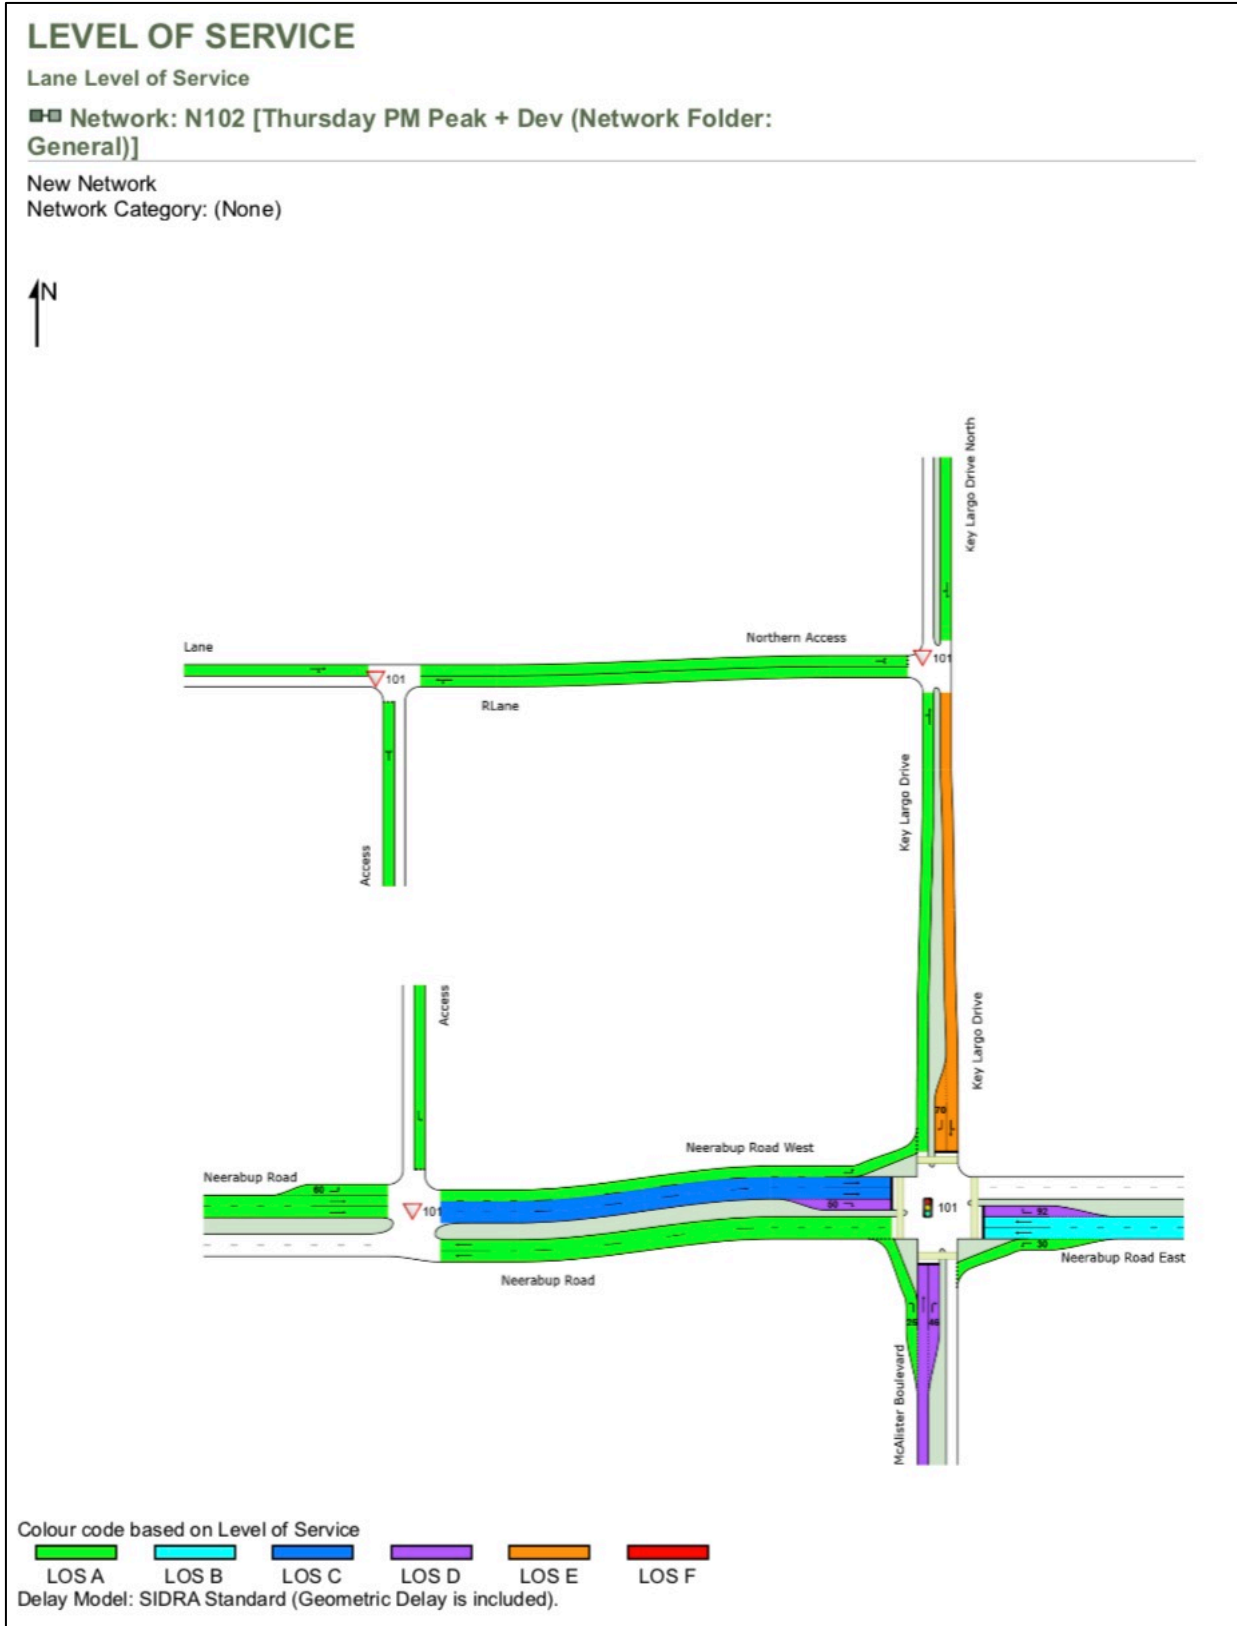 LEVEL OF SERVICE
Lane Level of Service
Network: N102 [Thursday PM Peak + Dev (Network Folder:
General)]
New Network
Network Category: (None)
N
Key Largo Drive North
Lane
Northern Access
101
101
RLane
Key Largo Drive
Access
Access
Key Largo Drive
70
Neerabup Road West
Neerabup Road
60
101
60
101
92
30
Neerabup Road East
Neerabup Road
46
McAlister Boulevard
Colour code based on Level of Service
LOS A
LOS B
LOS C
LOS D
LOS E
LOS F
Delay Model: SIDRA Standard (Geometric Delay is included).